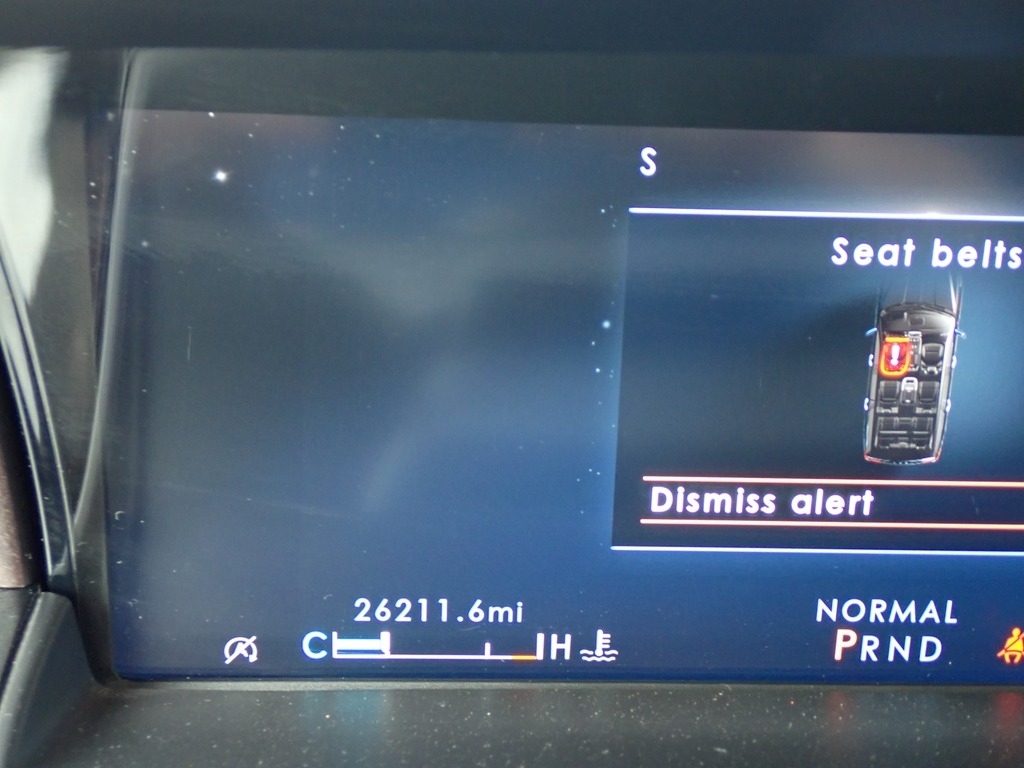 S
Seat belts
Dismiss alert
26211.6mi
NORMAL
C H
PRND